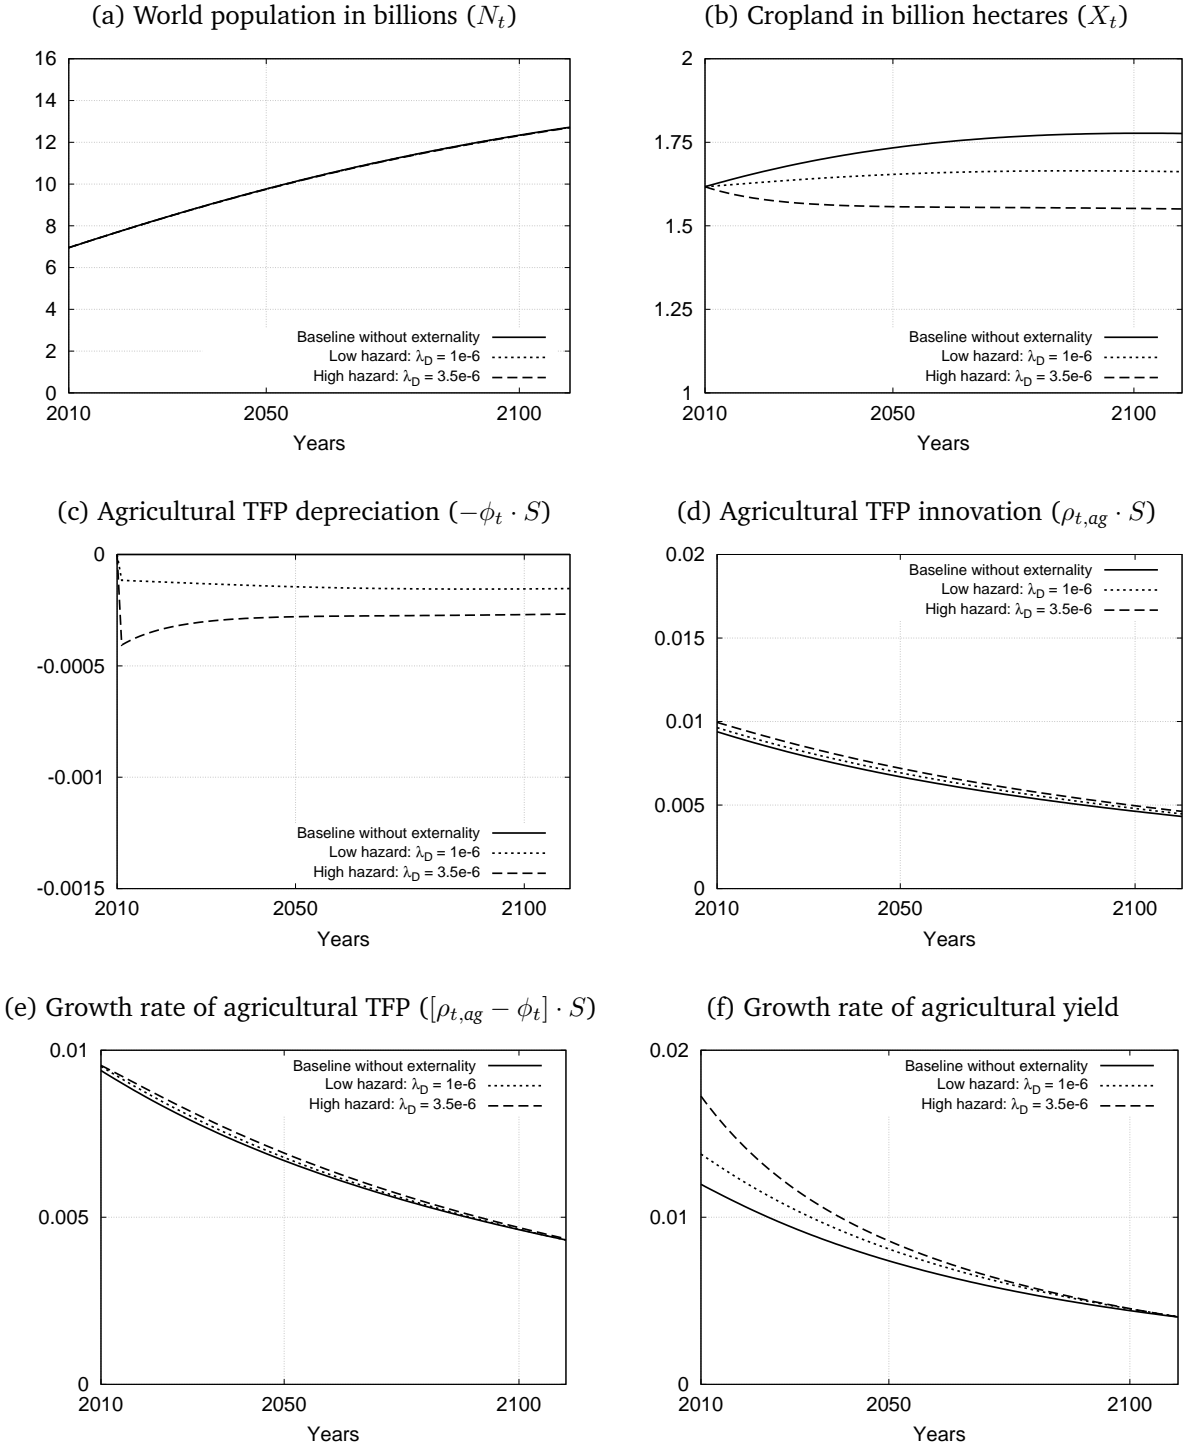 (a) World population in billions (Nₜ)
16
14
12
10
8
6
4
2
0
Baseline without externality
Low hazard: λ_D = 1e-6
High hazard: λ_D = 3.5e-6
2010 2050 2100
Years
(b) Cropland in billion hectares (Xₜ)
2
1.75
1.5
1.25
1
Baseline without externality
Low hazard: λ_D = 1e-6
High hazard: λ_D = 3.5e-6
2010 2050 2100
Years
(c) Agricultural TFP depreciation (−ϕₜ · S)
0
-0.0005
-0.001
-0.0015
Baseline without externality
Low hazard: λ_D = 1e-6
High hazard: λ_D = 3.5e-6
2010 2050 2100
Years
(d) Agricultural TFP innovation (ρ_{t,ag} · S)
0.02
0.015
0.01
0.005
0
Baseline without externality
Low hazard: λ_D = 1e-6
High hazard: λ_D = 3.5e-6
2010 2050 2100
Years
(e) Growth rate of agricultural TFP ([ρ_{t,ag} − ϕₜ] · S)
0.01
0.005
0
Baseline without externality
Low hazard: λ_D = 1e-6
High hazard: λ_D = 3.5e-6
2010 2050 2100
Years
(f) Growth rate of agricultural yield
0.02
0.01
0
Baseline without externality
Low hazard: λ_D = 1e-6
High hazard: λ_D = 3.5e-6
2010 2050 2100
Years